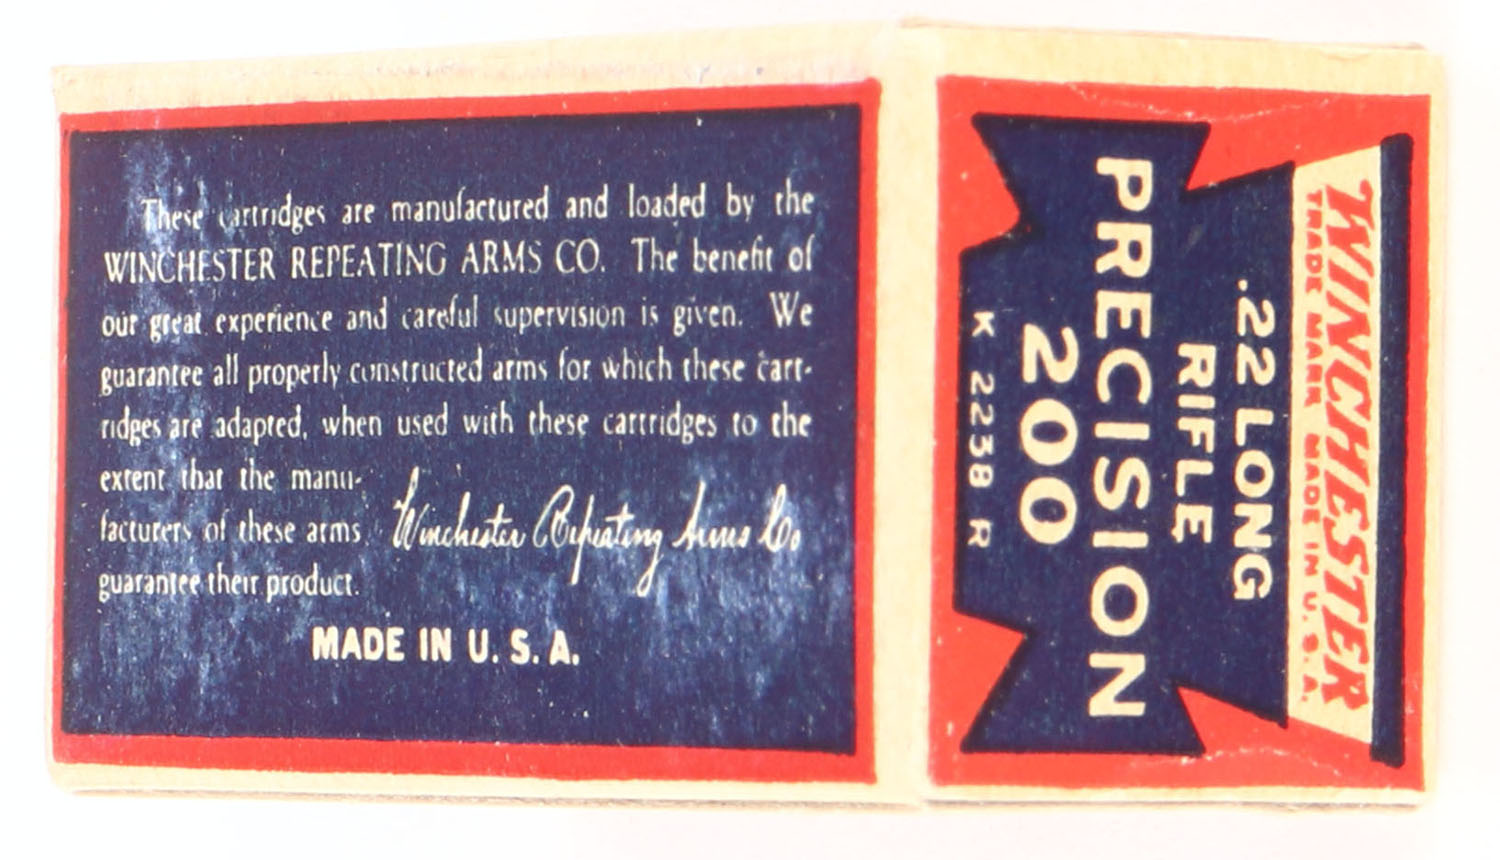 These cartridges are manufactured and loaded by the
WINCHESTER REPEATING ARMS CO. The benefit of
our great experience and careful supervision is given. We
guarantee all properly constructed arms for which these cart-
ridges are adapted, when used with these cartridges to the
extent that the manu-
facturers of these arms
guarantee their product.
Winchester Repeating Arms Co
MADE IN U. S. A.
WINCHESTER
TRADE MARK MADE IN U.S.A.
.22 LONG
RIFLE
PRECISION
200
K 2238 R